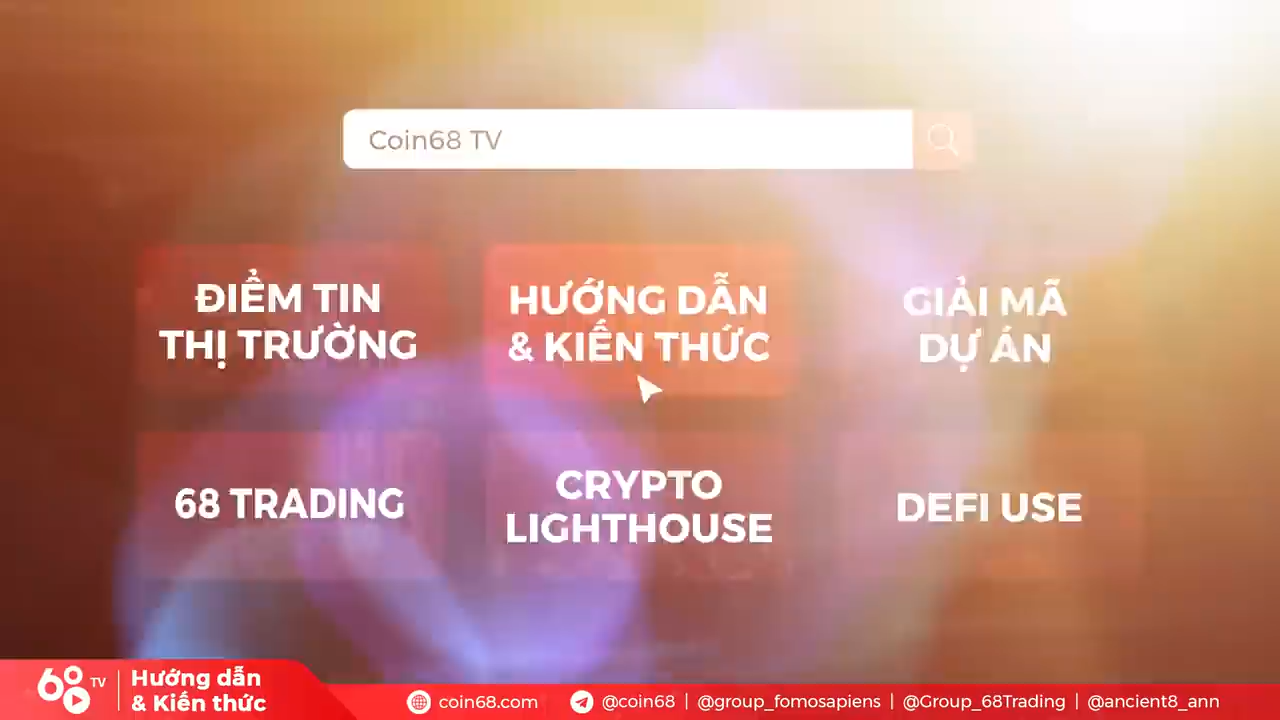 Coin68 TV
ĐIỂM TIN
THỊ TRƯỜNG
HƯỚNG DẪN
& KIẾN THỨC
GIẢI MÃ
DỰ ÁN
68 TRADING
CRYPTO
LIGHTHOUSE
DEFI USE
68 TV
Hướng dẫn
& Kiến thức
coin68.com
@coin68 | @group_fomosapiens | @Group_68Trading | @ancient8_ann